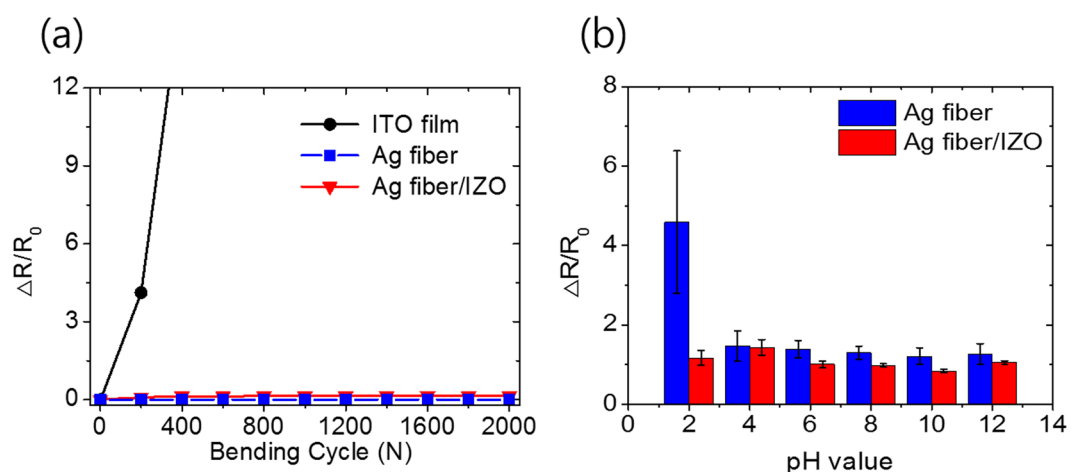 (a)
12
9
6
3
0
△R/R0
ITO film
Ag fiber
Ag fiber/IZO
0 400 800 1200 1600 2000
Bending Cycle (N)
(b)
8
6
4
2
0
△R/R0
Ag fiber
Ag fiber/IZO
0 2 4 6 8 10 12 14
pH value